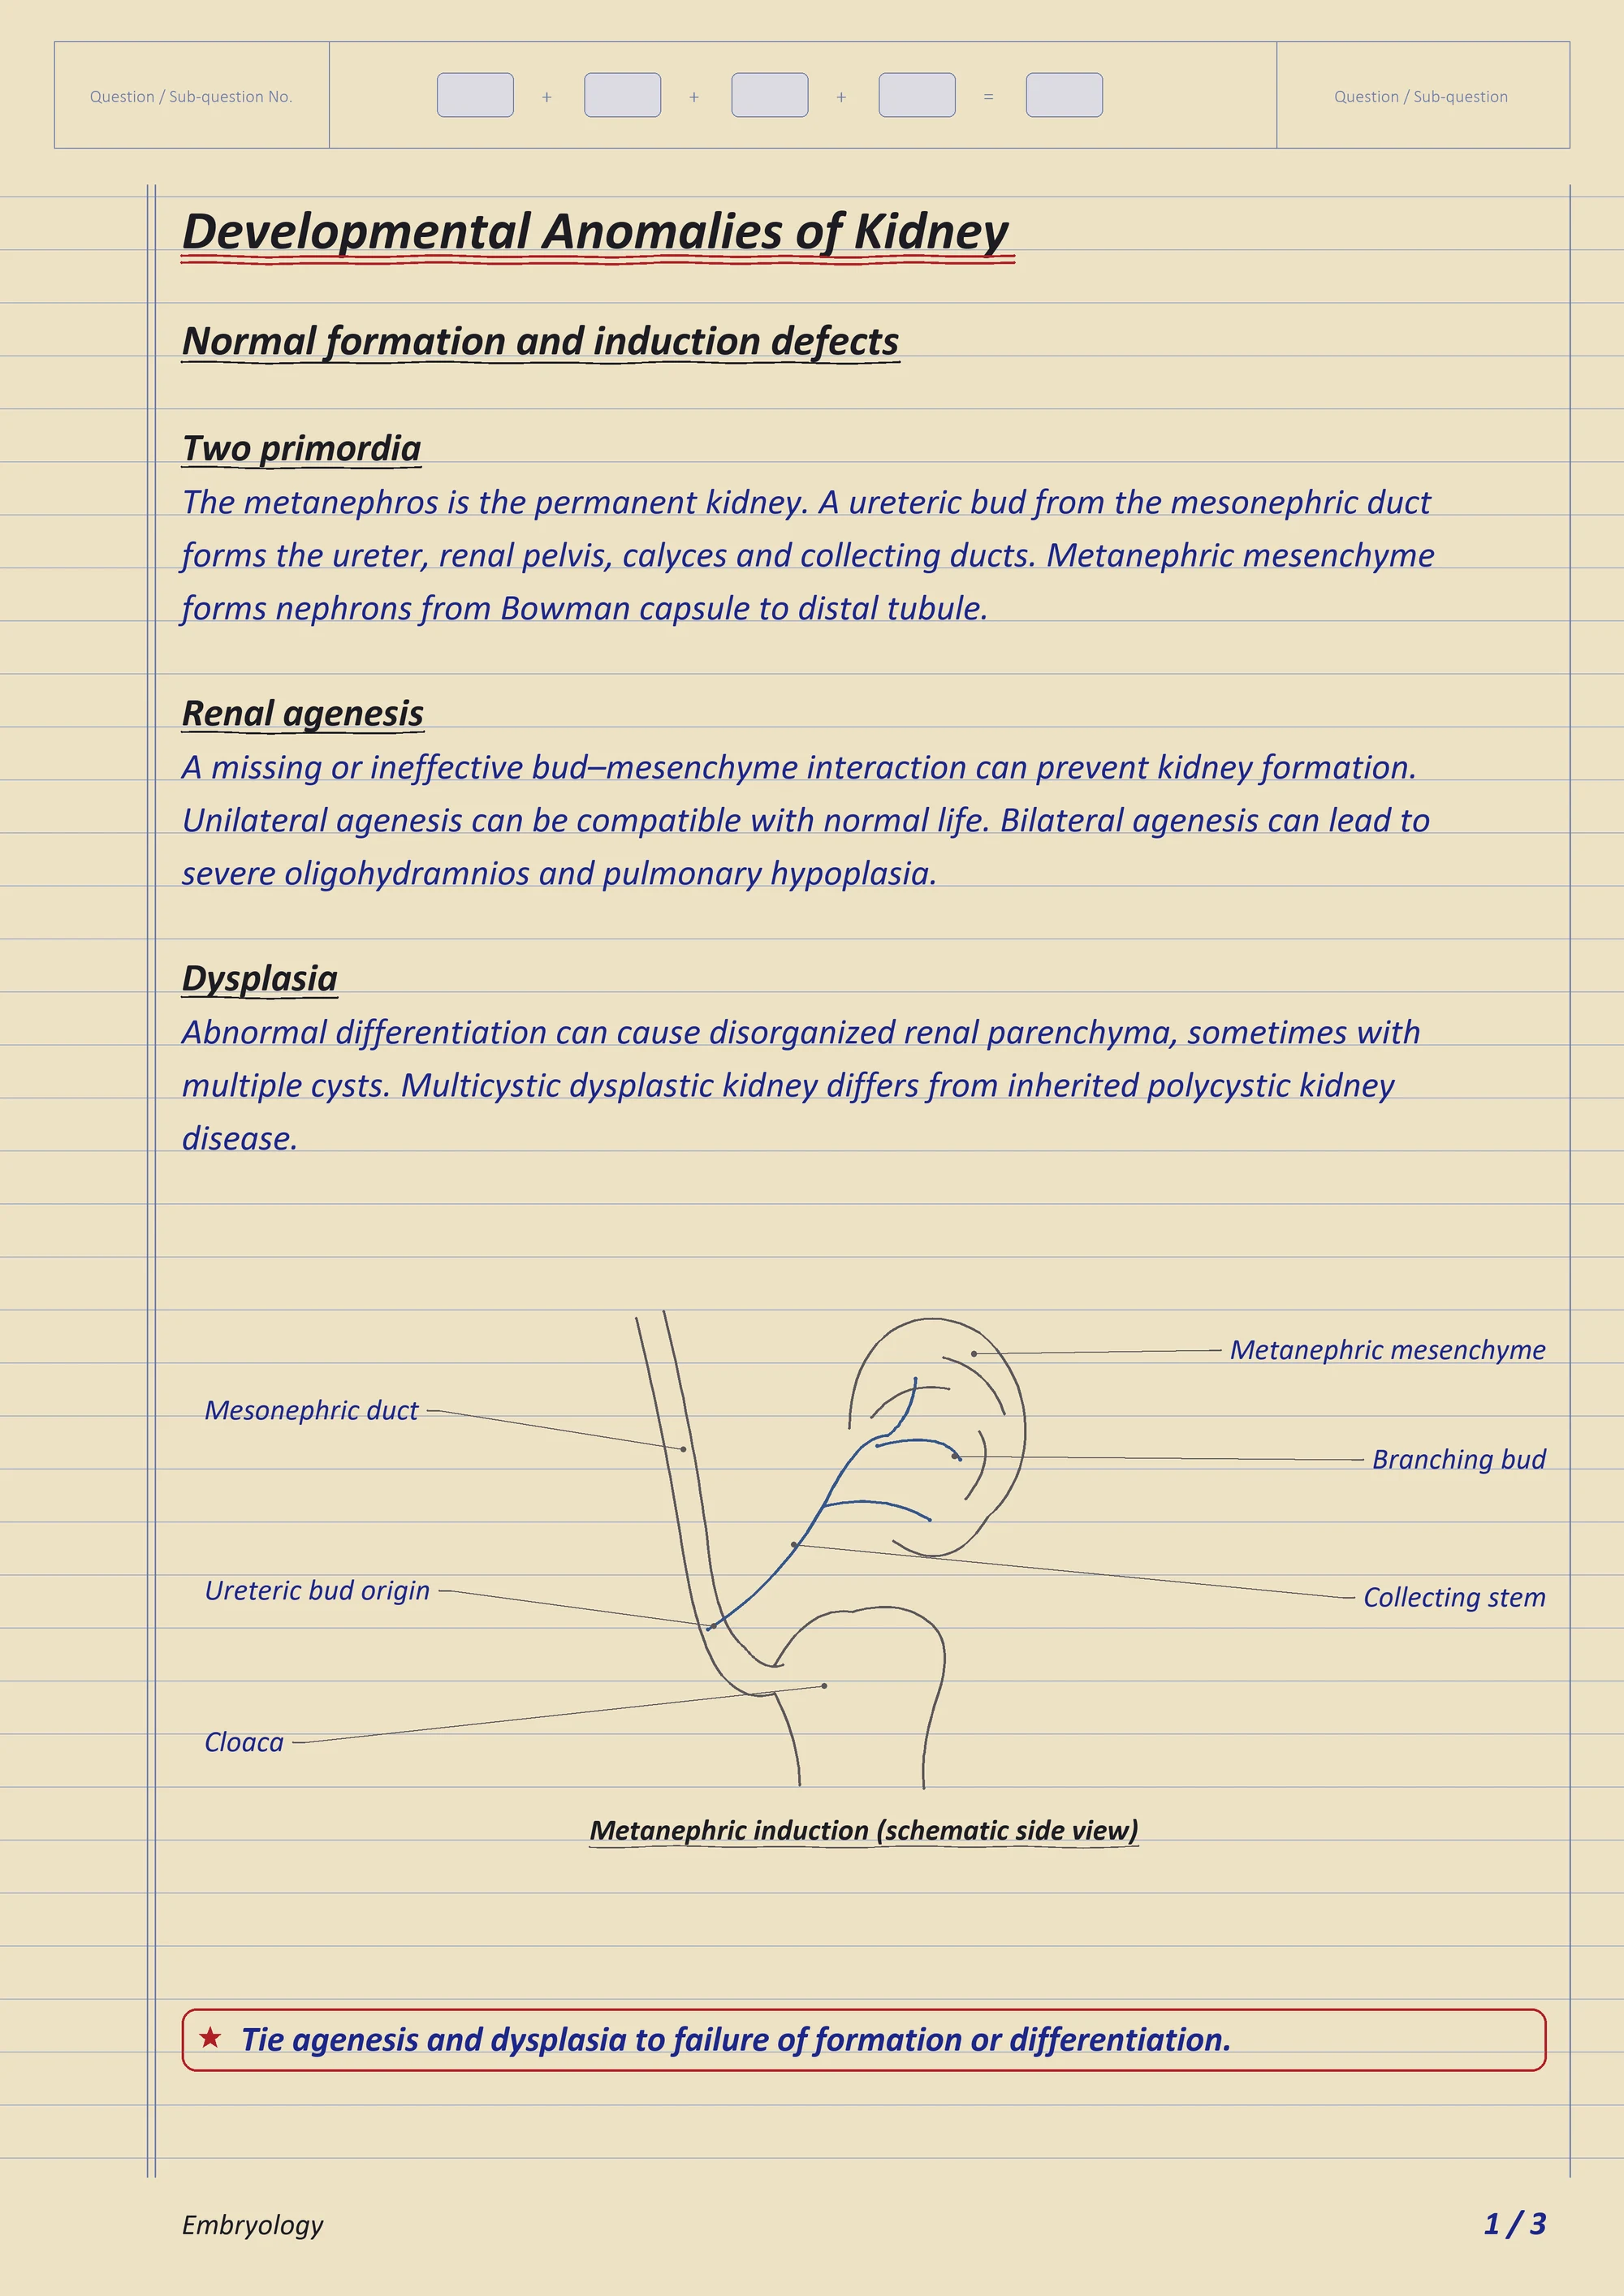 Question / Sub-question No.
+ + + =
Question / Sub-question
Developmental Anomalies of Kidney
Normal formation and induction defects
Two primordia
The metanephros is the permanent kidney. A ureteric bud from the mesonephric duct
forms the ureter, renal pelvis, calyces and collecting ducts. Metanephric mesenchyme
forms nephrons from Bowman capsule to distal tubule.
Renal agenesis
A missing or ineffective bud–mesenchyme interaction can prevent kidney formation.
Unilateral agenesis can be compatible with normal life. Bilateral agenesis can lead to
severe oligohydramnios and pulmonary hypoplasia.
Dysplasia
Abnormal differentiation can cause disorganized renal parenchyma, sometimes with
multiple cysts. Multicystic dysplastic kidney differs from inherited polycystic kidney
disease.
Metanephric mesenchyme
Mesonephric duct
Branching bud
Ureteric bud origin
Collecting stem
Cloaca
Metanephric induction (schematic side view)
★ Tie agenesis and dysplasia to failure of formation or differentiation.
Embryology
1 / 3